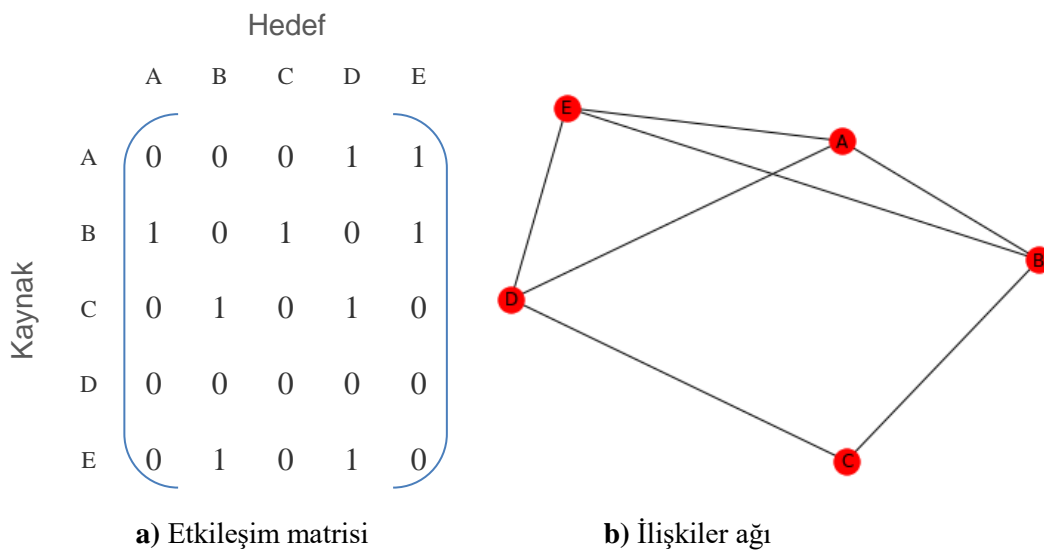 Hedef
A B C D E
Kaynak
A 0 0 0 1 1
B 1 0 1 0 1
C 0 1 0 1 0
D 0 0 0 0 0
E 0 1 0 1 0
a) Etkileşim matrisi
E
A
B
D
C
b) İlişkiler ağı